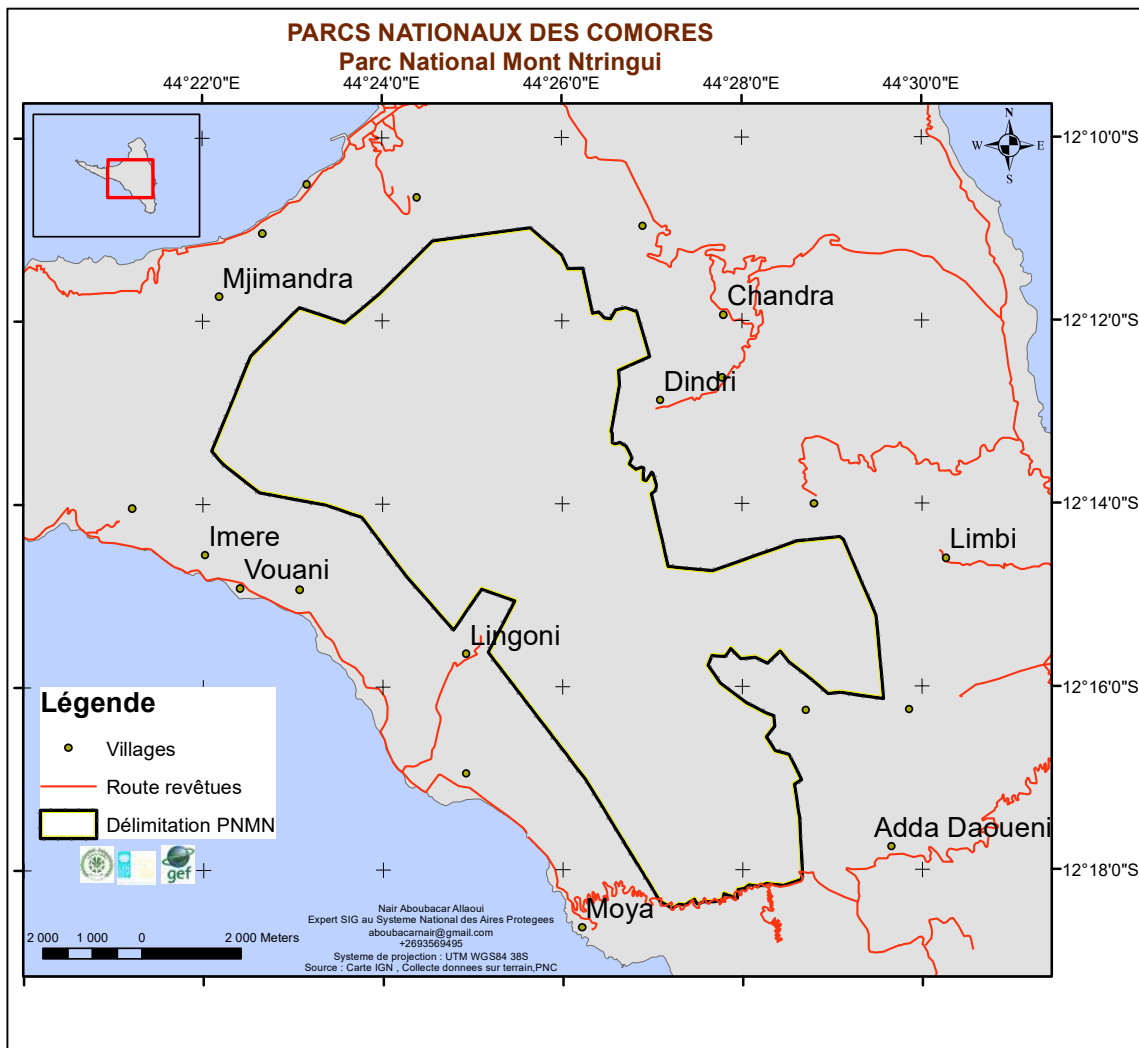 PARCS NATIONAUX DES COMORES
Parc National Mont Ntringui
44°22'0"E 44°24'0"E 44°26'0"E 44°28'0"E 44°30'0"E
N
W E
S
12°10'0"S
Mjimandra
Chandra
12°12'0"S
Dindri
12°14'0"S
Imere
Limbi
Vouani
Lingoni
12°16'0"S
Légende
Villages
Route revêtues
Délimitation PNMN
gef
Adda Daoueni
12°18'0"S
Moya
Nair Aboubacar Allaoui
Expert SIG au Systeme National des Aires Protegees
aboubacarnair@gmail.com
+2693569495
Systeme de projection : UTM WGS84 38S
Source : Carte IGN , Collecte donnees sur terrain,PNC
2 000 1 000 0 2 000 Meters